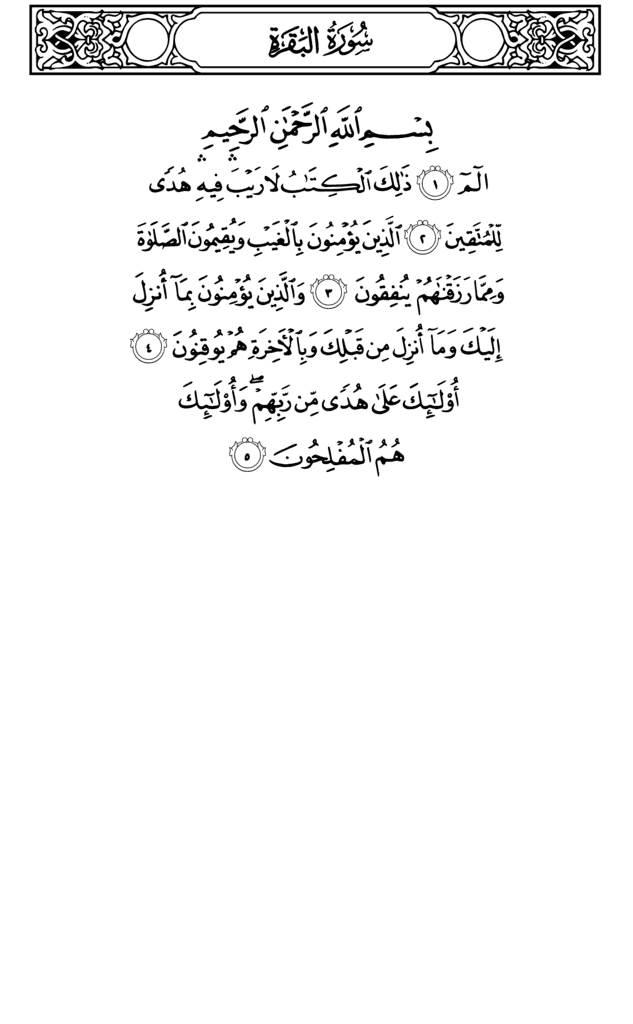 سُورَةُ البَقَرَةِ
بِسۡمِ ٱللَّهِ ٱلرَّحۡمَٰنِ ٱلرَّحِيمِ
الٓمٓ ١ ذَٰلِكَ ٱلۡكِتَٰبُ لَا رَيۡبَۛ فِيهِۛ هُدٗى
لِّلۡمُتَّقِينَ ٢ ٱلَّذِينَ يُؤۡمِنُونَ بِٱلۡغَيۡبِ وَيُقِيمُونَ ٱلصَّلَوٰةَ
وَمِمَّا رَزَقۡنَٰهُمۡ يُنفِقُونَ ٣ وَٱلَّذِينَ يُؤۡمِنُونَ بِمَآ أُنزِلَ
إِلَيۡكَ وَمَآ أُنزِلَ مِن قَبۡلِكَ وَبِٱلۡأٓخِرَةِ هُمۡ يُوقِنُونَ ٤
أُوْلَٰٓئِكَ عَلَىٰ هُدٗى مِّن رَّبِّهِمۡۖ وَأُوْلَٰٓئِكَ
هُمُ ٱلۡمُفۡلِحُونَ ٥